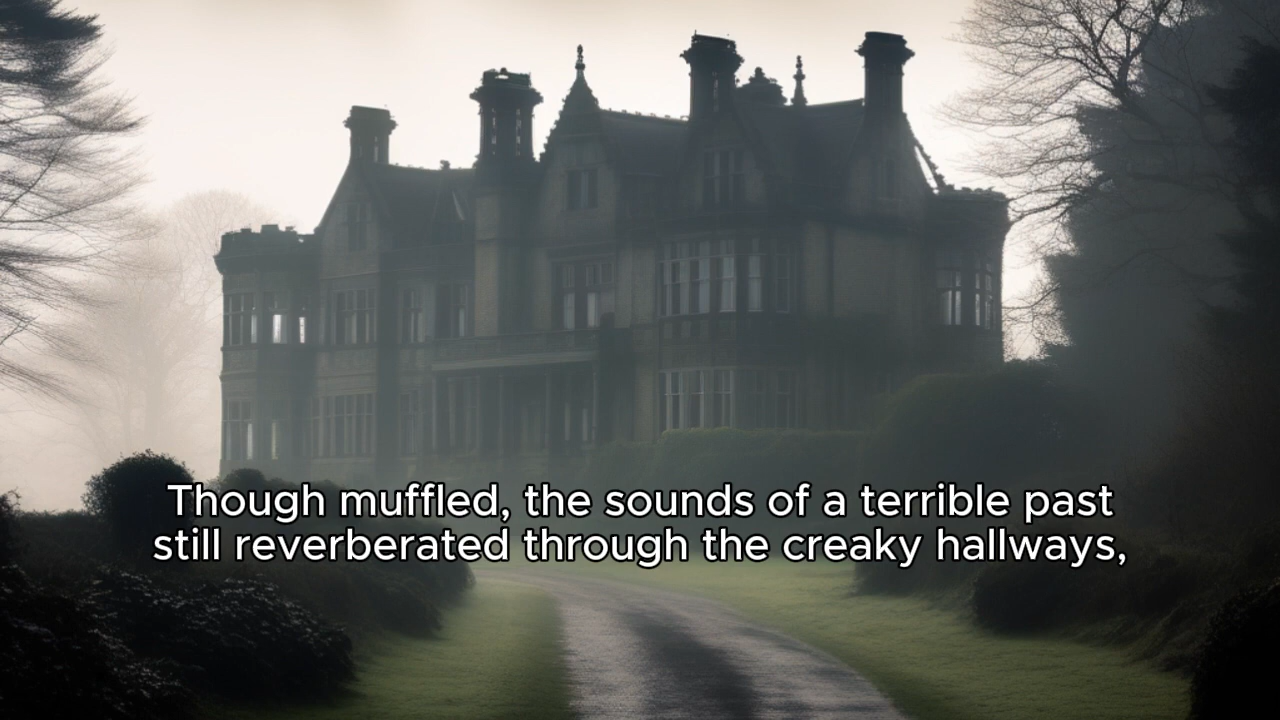 Though muffled, the sounds of a terrible past
still reverberated through the creaky hallways,